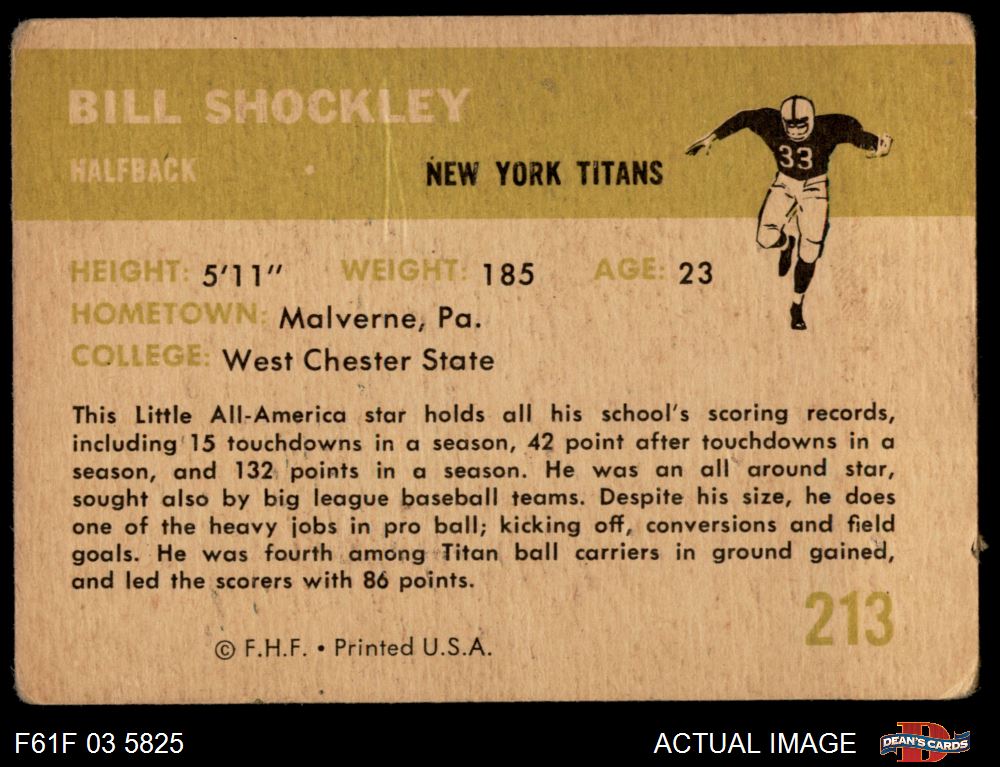 BILL SHOCKLEY
HALFBACK
NEW YORK TITANS
33
HEIGHT: 5'11" WEIGHT: 185 AGE: 23
HOMETOWN: Malverne, Pa.
COLLEGE: West Chester State
This Little All-America star holds all his school's scoring records,
including 15 touchdowns in a season, 42 point after touchdowns in a
season, and 132 points in a season. He was an all around star,
sought also by big league baseball teams. Despite his size, he does
one of the heavy jobs in pro ball; kicking off, conversions and field
goals. He was fourth among Titan ball carriers in ground gained,
and led the scorers with 86 points.
213
© F.H.F. • Printed U.S.A.
F61F 03 5825
ACTUAL IMAGE
D
DEAN'S CARDS